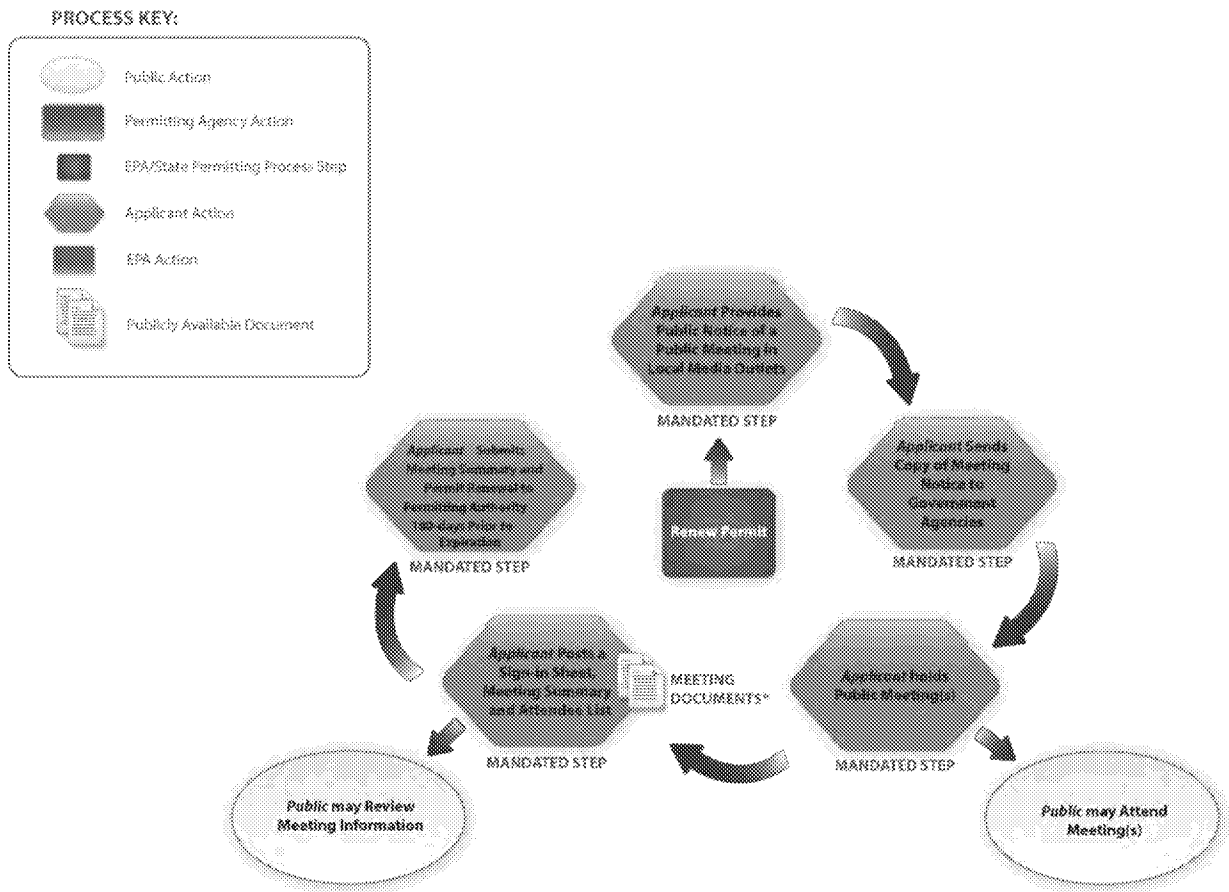 PROCESS KEY:
Public Action
Permitting Agency Action
EPA/State Permitting Process Step
Applicant Action
EPA Action
Publicly Available Document
Applicant Provides
Public Notice of a
Public Meeting in
Local Media Outlets
MANDATED STEP
Applicant Sends
Copy of Meeting
Notice to
Government
Agencies
MANDATED STEP
Applicant Submits
Meeting Summary and
Permit Renewal to
Permitting Authority
180-days Prior to
Expiration
MANDATED STEP
Renew Permit
Applicant Posts a
Sign-in Sheet,
Meeting Summary
and Attendee List
MANDATED STEP
MEETING
DOCUMENTS*
Applicant holds
Public Meeting(s)
MANDATED STEP
Public may Review
Meeting Information
Public may Attend
Meeting(s)